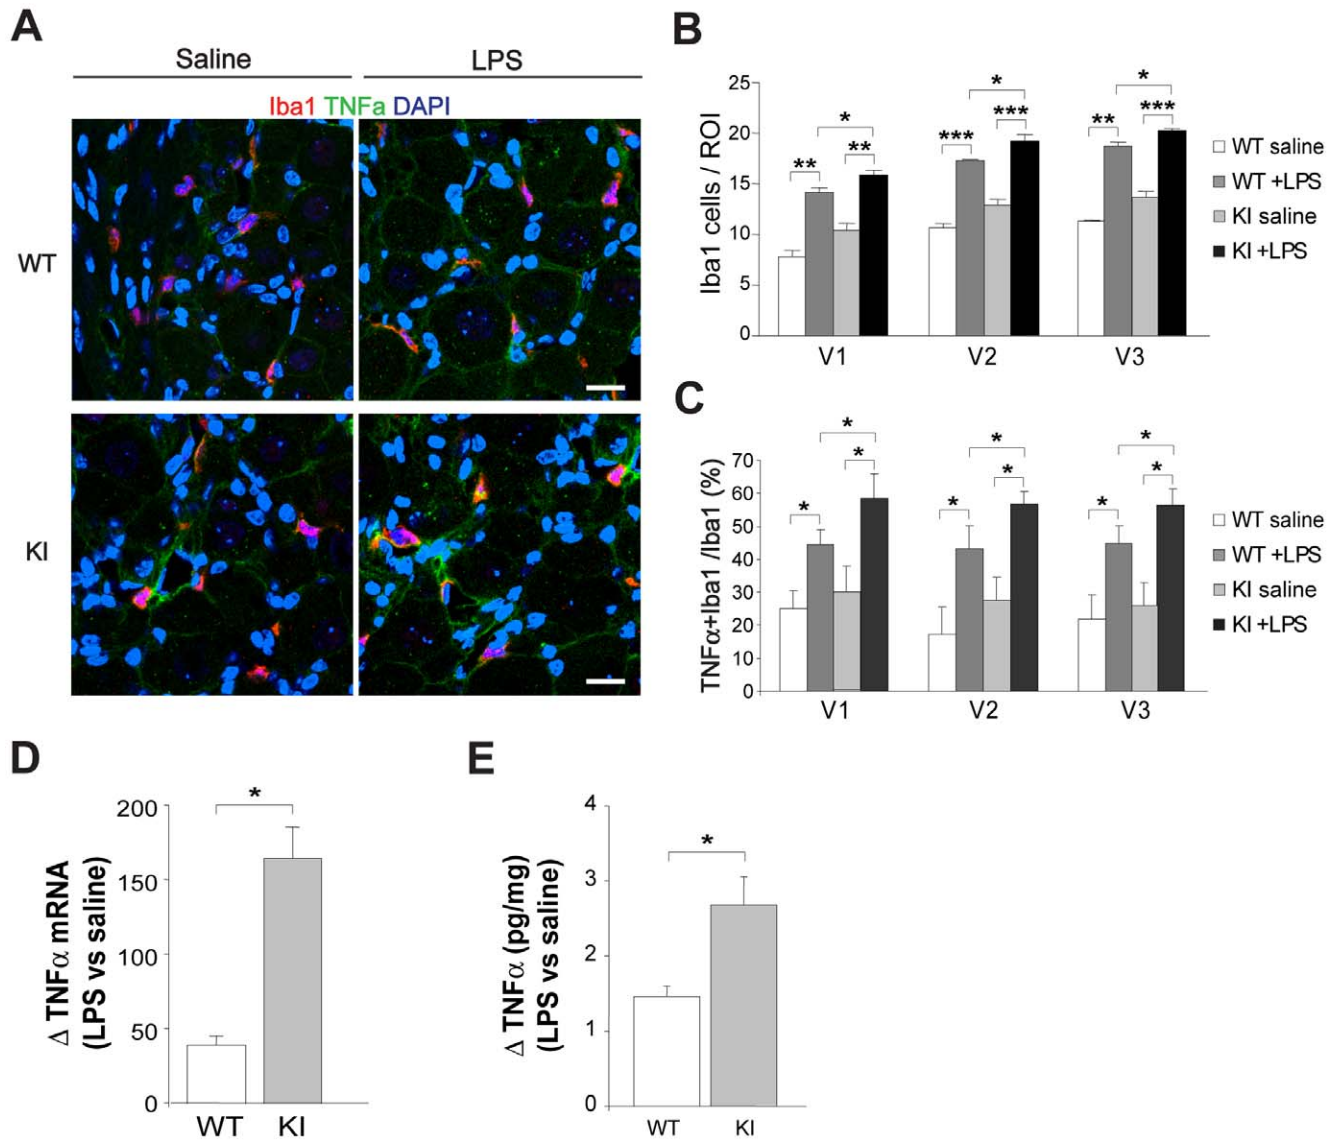 A
Saline
LPS
Iba1 TNFa DAPI
WT
KI
B
Iba1 cells / ROI
25
20
15
10
5
0
** ** *
*** *** *
** *** *
V1 V2 V3
WT saline
WT +LPS
KI saline
KI +LPS
C
TNFα+Iba1 /Iba1 (%)
70
60
50
40
30
20
10
0
* * *
* * *
* * *
V1 V2 V3
WT saline
WT +LPS
KI saline
KI +LPS
D
Δ TNFα mRNA
(LPS vs saline)
200
150
100
50
0
*
WT KI
E
Δ TNFα (pg/mg)
(LPS vs saline)
4
3
2
1
0
*
WT KI